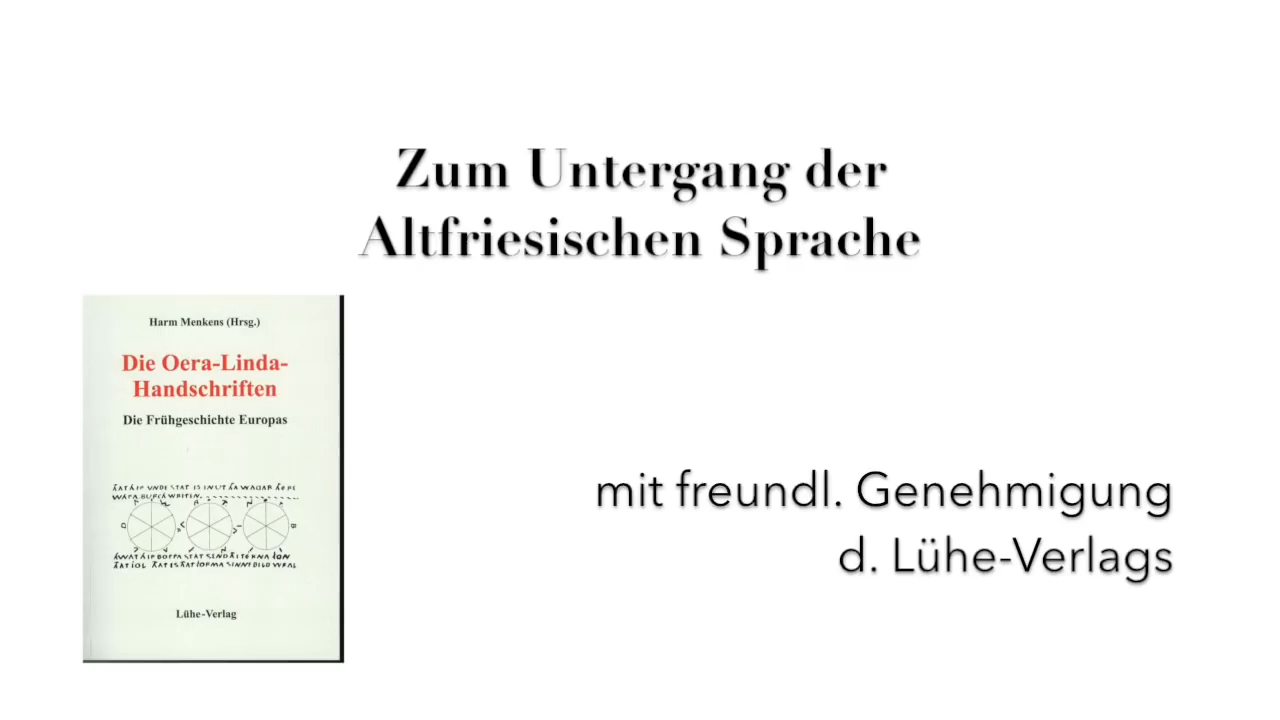 Zum Untergang der
Altfriesischen Sprache
Harm Menkens (Hrsg.)
Die Oera-Linda-
Handschriften
Die Frühgeschichte Europas
Lühe-Verlag
mit freundl. Genehmigung
d. Lühe-Verlags